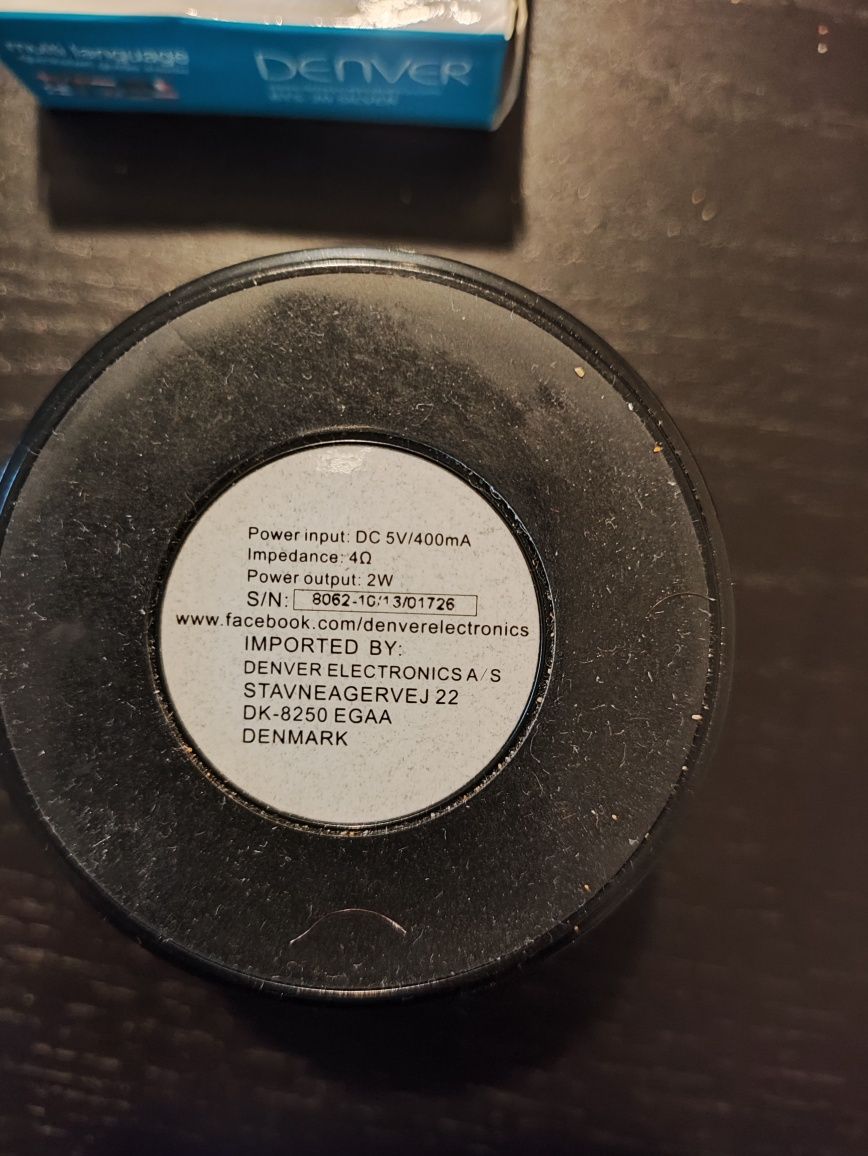 multi language
DENVER
Power input: DC 5V/400mA
Impedance: 4Ω
Power output: 2W
S/N: 8062-10/13/01726
www.facebook.com/denverelectronics
IMPORTED BY:
DENVER ELECTRONICS A/S
STAVNEAGERVEJ 22
DK-8250 EGAA
DENMARK